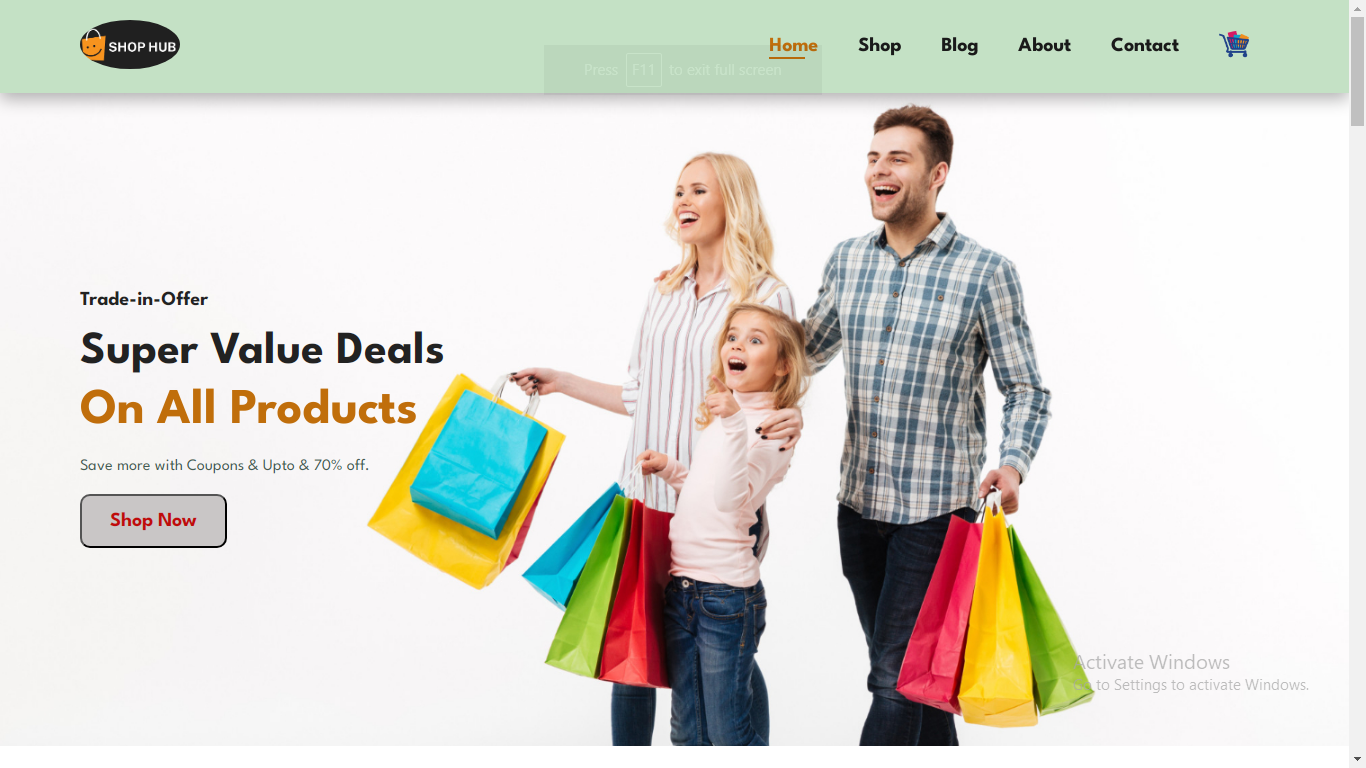 SHOP HUB
Home Shop Blog About Contact
Press F11 to exit full screen
Trade-in-Offer
Super Value Deals
On All Products
Save more with Coupons & Upto & 70% off.
Shop Now
Activate Windows
Go to Settings to activate Windows.